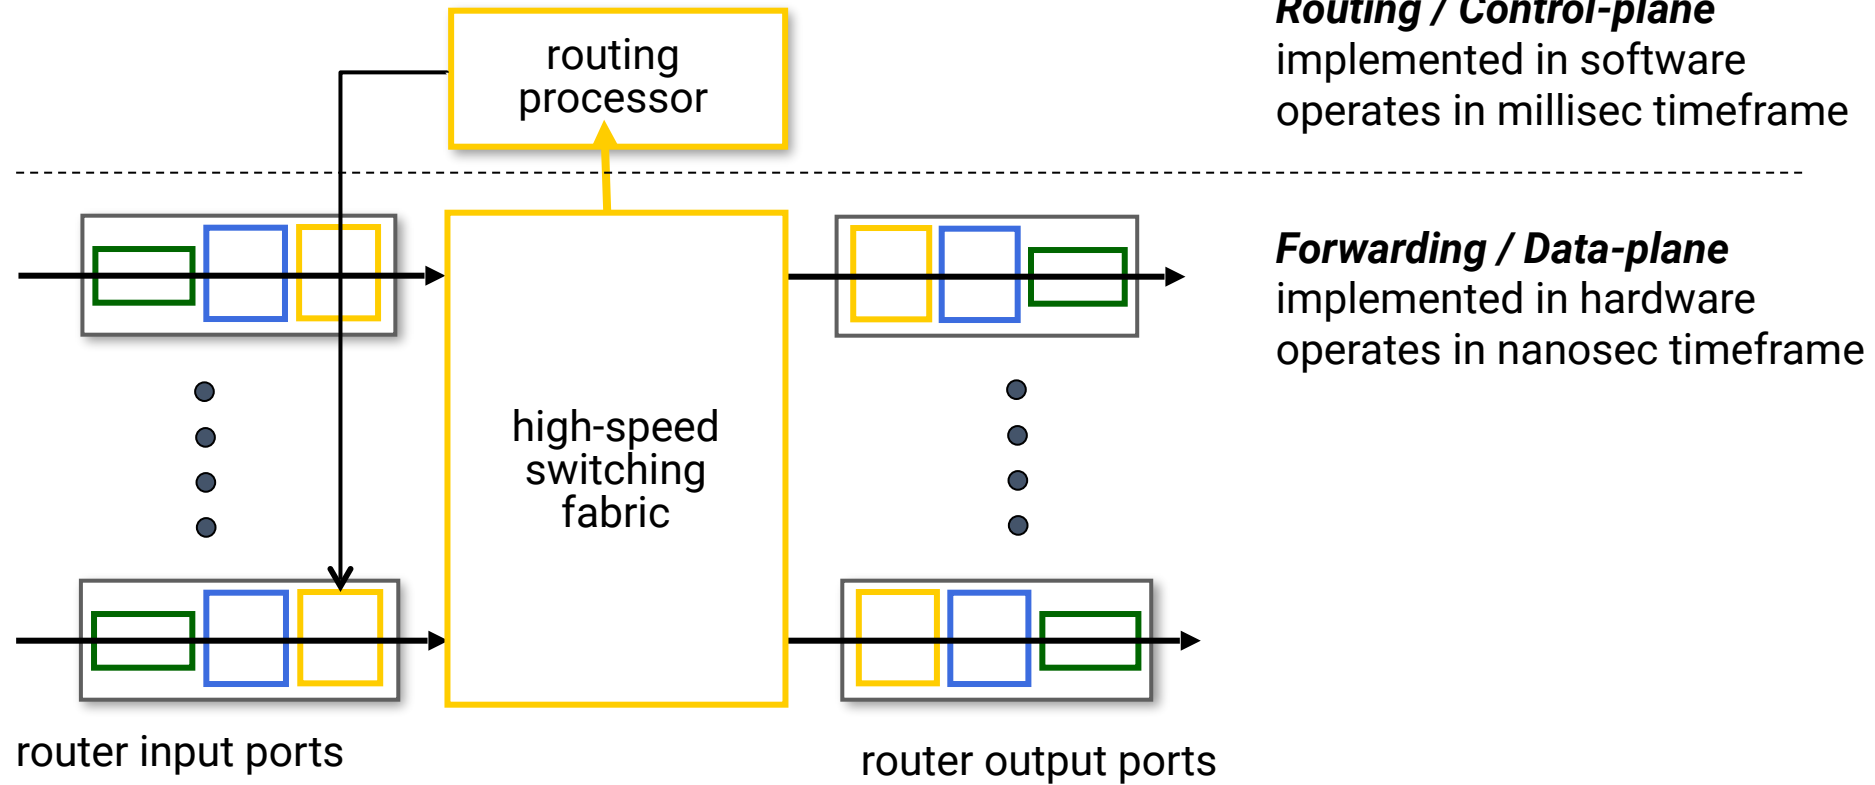 routing
processor
Routing / Control-plane
implemented in software
operates in millisec timeframe
high-speed
switching
fabric
Forwarding / Data-plane
implemented in hardware
operates in nanosec timeframe
router input ports
router output ports